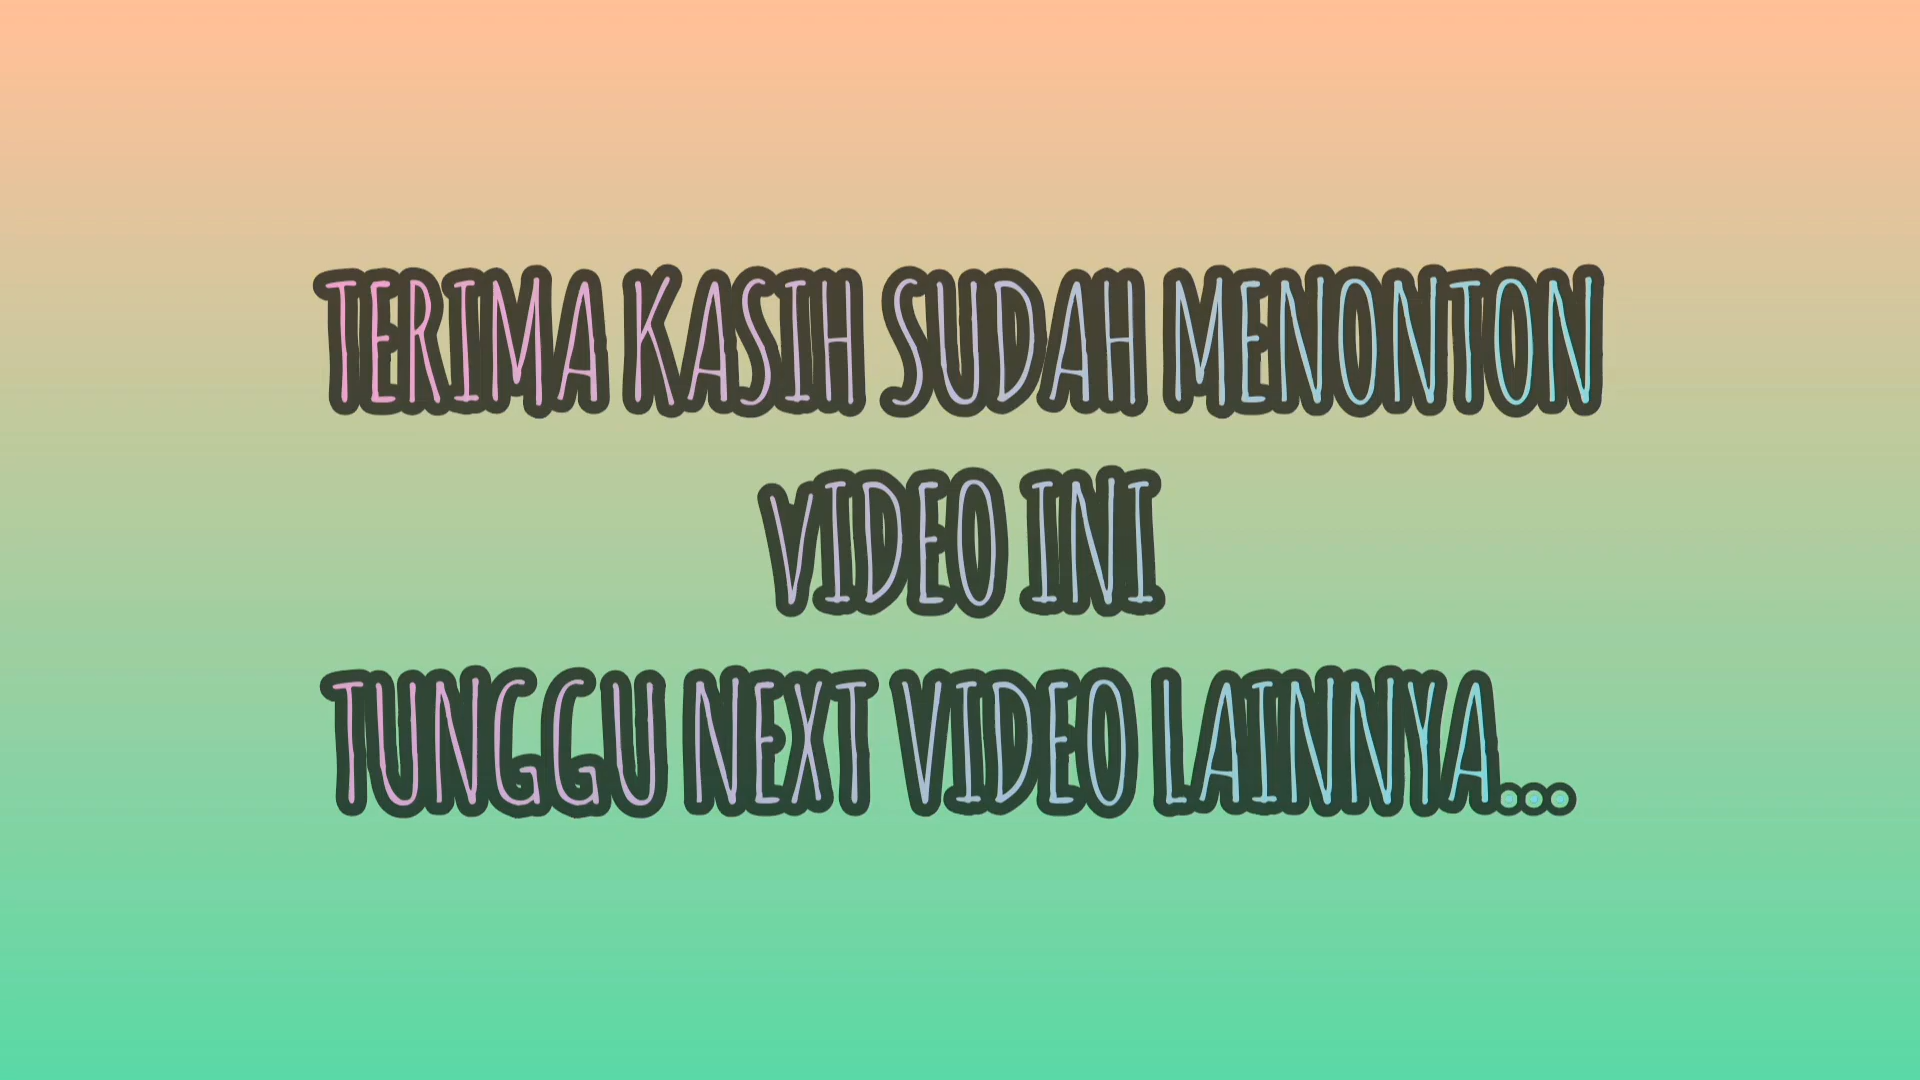 TERIMA KASIH SUDAH MENONTON
VIDEO INI
TUNGGU NEXT VIDEO LAINNYA...